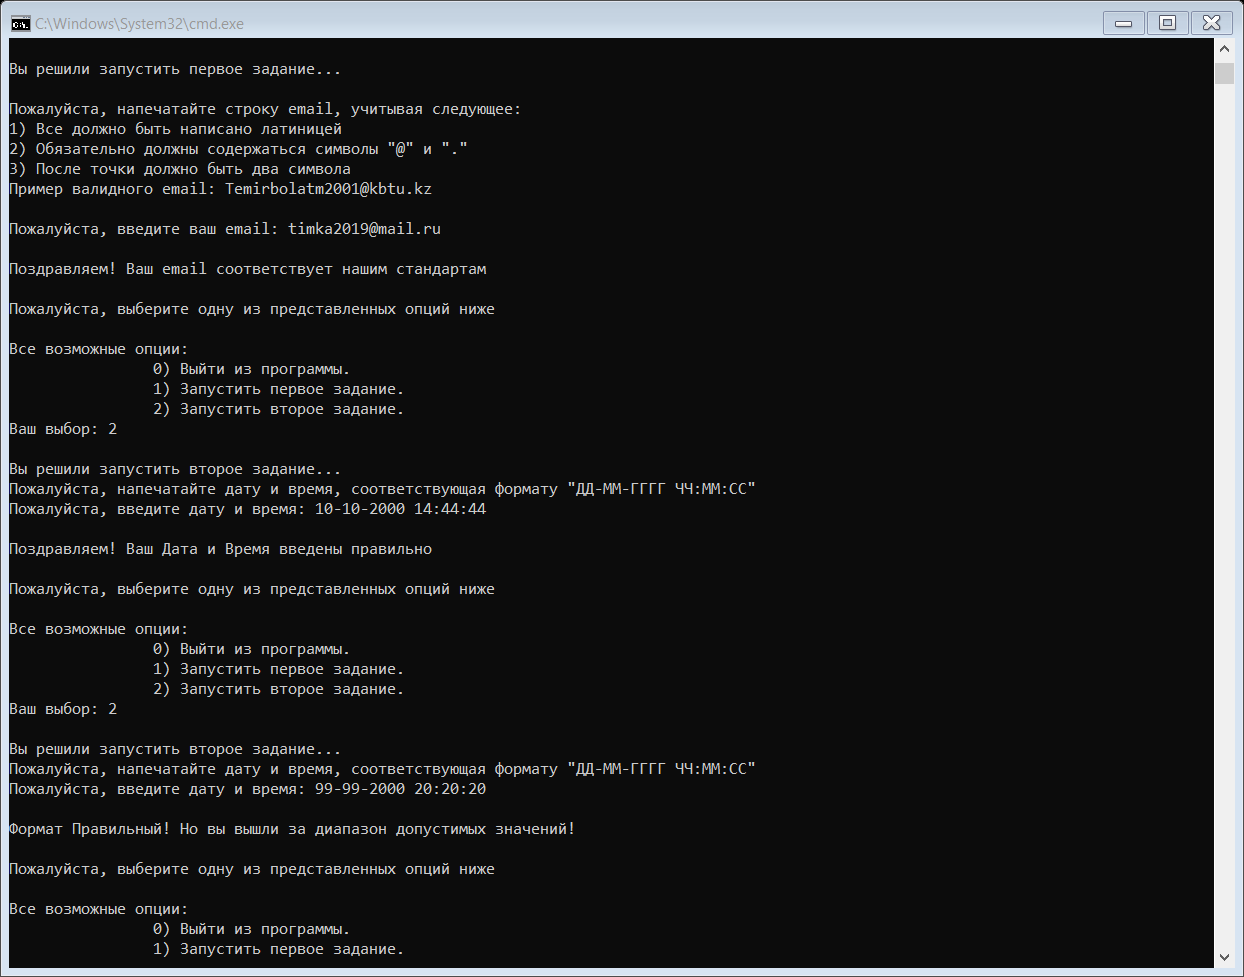 C:\Windows\System32\cmd.exe
Вы решили запустить первое задание...
Пожалуйста, напечатайте строку email, учитывая следующее:
1) Все должно быть написано латиницей
2) Обязательно должны содержаться символы "@" и "."
3) После точки должно быть два символа
Пример валидного email: Temirbolatm2001@kbtu.kz
Пожалуйста, введите ваш email: timka2019@mail.ru
Поздравляем! Ваш email соответствует нашим стандартам
Пожалуйста, выберите одну из представленных опций ниже
Все возможные опции:
0) Выйти из программы.
1) Запустить первое задание.
2) Запустить второе задание.
Ваш выбор: 2
Вы решили запустить второе задание...
Пожалуйста, напечатайте дату и время, соответствующая формату "ДД-ММ-ГГГГ ЧЧ:ММ:СС"
Пожалуйста, введите дату и время: 10-10-2000 14:44:44
Поздравляем! Ваш Дата и Время введены правильно
Пожалуйста, выберите одну из представленных опций ниже
Все возможные опции:
0) Выйти из программы.
1) Запустить первое задание.
2) Запустить второе задание.
Ваш выбор: 2
Вы решили запустить второе задание...
Пожалуйста, напечатайте дату и время, соответствующая формату "ДД-ММ-ГГГГ ЧЧ:ММ:СС"
Пожалуйста, введите дату и время: 99-99-2000 20:20:20
Формат Правильный! Но вы вышли за диапазон допустимых значений!
Пожалуйста, выберите одну из представленных опций ниже
Все возможные опции:
0) Выйти из программы.
1) Запустить первое задание.